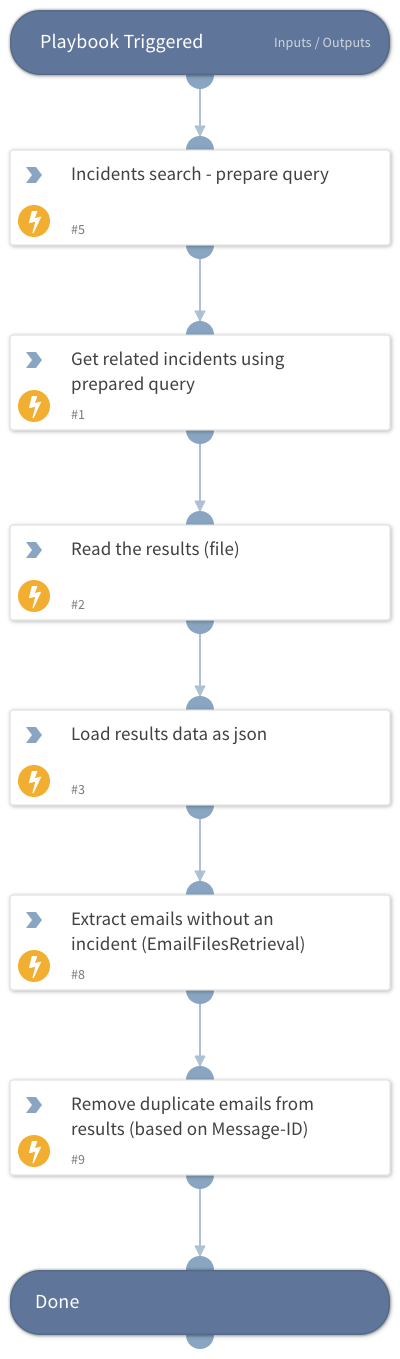 Playbook Triggered
Inputs / Outputs
Incidents search - prepare query
#5
Get related incidents using
prepared query
#1
Read the results (file)
#2
Load results data as json
#3
Extract emails without an
incident (EmailFilesRetrieval)
#8
Remove duplicate emails from
results (based on Message-ID)
#9
Done